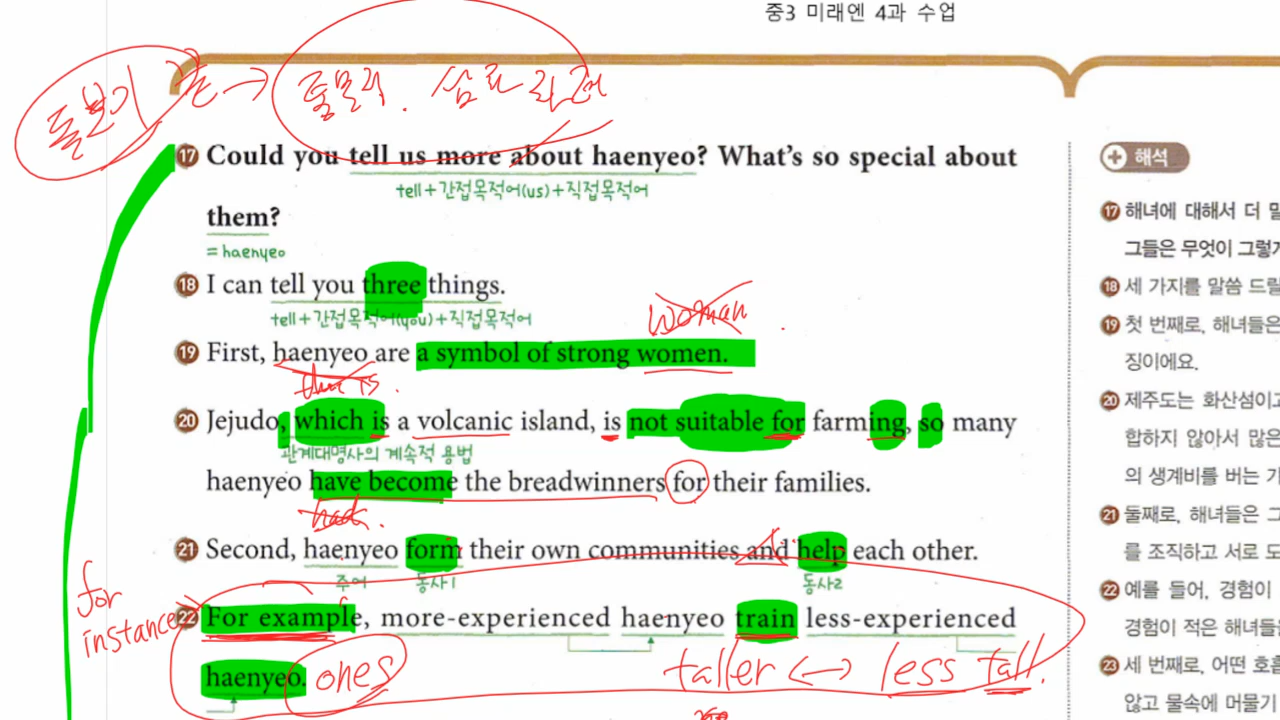 중3 미래엔 4과 수업
돌보기
17 Could you tell us more about haenyeo? What's so special about
tell+간접목적어(us)+직접목적어
them?
= haenyeo
18 I can tell you three things.
tell+간접목적어(you)+직접목적어
woman
19 First, haenyeo are a symbol of strong women.
20 Jejudo, which is a volcanic island, is not suitable for farming, so many
관계대명사의 계속적 용법
haenyeo have become the breadwinners for their families.
had
21 Second, haenyeo form their own communities and help each other.
주어 동사1 동사2
for
instance
22 For example, more-experienced haenyeo train less-experienced
haenyeo. ones
taller ↔ less tall.
해석
17 해녀에 대해서 더 말
그들은 무엇이 그렇게
18 세 가지를 말씀 드릴
19 첫 번째로, 해녀들은
징이에요.
20 제주도는 화산섬이고
합하지 않아서 많은
의 생계비를 버는 가
21 둘째로, 해녀들은 그
를 조직하고 서로 도
22 예를 들어, 경험이
경험이 적은 해녀들
23 세 번째로, 어떤 호흡
않고 물속에 머물기